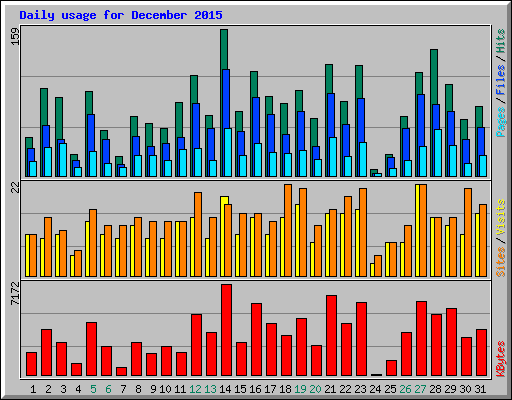 Daily usage for December 2015
159
Pages / Files / Hits
22
Sites / Visits
7172
KBytes
1 2 3 4 5 6 7 8 9 10 11 12 13 14 15 16 17 18 19 20 21 22 23 24 25 26 27 28 29 30 31